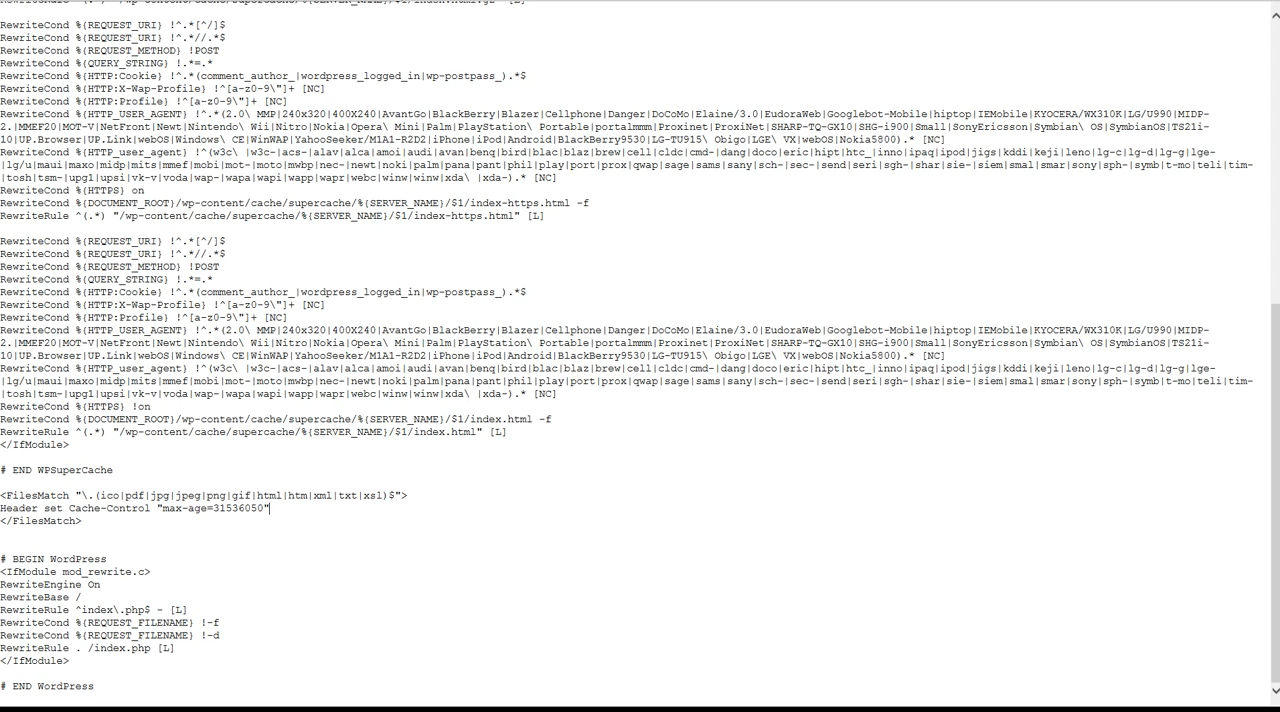 RewriteRule ^(.*) "/wp-content/cache/supercache/%{SERVER_NAME}/$1/index.html.gz" [L]
RewriteCond %{REQUEST_URI} !^.*[^/]$
RewriteCond %{REQUEST_URI} !^.*//.*$
RewriteCond %{REQUEST_METHOD} !POST
RewriteCond %{QUERY_STRING} !.*=.*
RewriteCond %{HTTP:Cookie} !^.*(comment_author_|wordpress_logged_in|wp-postpass_).*$
RewriteCond %{HTTP:X-Wap-Profile} !^[a-z0-9\"]+ [NC]
RewriteCond %{HTTP:Profile} !^[a-z0-9\"]+ [NC]
RewriteCond %{HTTP_USER_AGENT} !^.*(2.0\ MMP|240x320|400X240|AvantGo|BlackBerry|Blazer|Cellphone|Danger|DoCoMo|Elaine/3.0|EudoraWeb|Googlebot-Mobile|hiptop|IEMobile|KYOCERA/WX310K|LG/U990|MIDP-
2.|MMEF20|MOT-V|NetFront|Newt|Nintendo\ Wii|Nitro|Nokia|Opera\ Mini|Palm|PlayStation\ Portable|portalmmm|Proxinet|ProxiNet|SHARP-TQ-GX10|SHG-i900|Small|SonyEricsson|Symbian\ OS|SymbianOS|TS21i-
10|UP.Browser|UP.Link|webOS|Windows\ CE|WinWAP|YahooSeeker/M1A1-R2D2|iPhone|iPod|Android|BlackBerry9530|LG-TU915\ Obigo|LGE\ VX|webOS|Nokia5800).* [NC]
RewriteCond %{HTTP_user_agent} !^(w3c\ |w3c-|acs-|alav|alca|amoi|audi|avan|benq|bird|blac|blaz|brew|cell|cldc|cmd-|dang|doco|eric|hipt|htc_|inno|ipaq|ipod|jigs|kddi|keji|leno|lg-c|lg-d|lg-g|lge-
|lg/u|maui|maxo|midp|mits|mmef|mobi|mot-|moto|mwbp|nec-|newt|noki|palm|pana|pant|phil|play|port|prox|qwap|sage|sams|sany|sch-|sec-|send|seri|sgh-|shar|sie-|siem|smal|smar|sony|sph-|symb|t-mo|teli|tim-
|tosh|tsm-|upg1|upsi|vk-v|voda|wap-|wapa|wapi|wapp|wapr|webc|winw|winw|xda\ |xda-).* [NC]
RewriteCond %{HTTPS} on
RewriteCond %{DOCUMENT_ROOT}/wp-content/cache/supercache/%{SERVER_NAME}/$1/index-https.html -f
RewriteRule ^(.*) "/wp-content/cache/supercache/%{SERVER_NAME}/$1/index-https.html" [L]
RewriteCond %{REQUEST_URI} !^.*[^/]$
RewriteCond %{REQUEST_URI} !^.*//.*$
RewriteCond %{REQUEST_METHOD} !POST
RewriteCond %{QUERY_STRING} !.*=.*
RewriteCond %{HTTP:Cookie} !^.*(comment_author_|wordpress_logged_in|wp-postpass_).*$
RewriteCond %{HTTP:X-Wap-Profile} !^[a-z0-9\"]+ [NC]
RewriteCond %{HTTP:Profile} !^[a-z0-9\"]+ [NC]
RewriteCond %{HTTP_USER_AGENT} !^.*(2.0\ MMP|240x320|400X240|AvantGo|BlackBerry|Blazer|Cellphone|Danger|DoCoMo|Elaine/3.0|EudoraWeb|Googlebot-Mobile|hiptop|IEMobile|KYOCERA/WX310K|LG/U990|MIDP-
2.|MMEF20|MOT-V|NetFront|Newt|Nintendo\ Wii|Nitro|Nokia|Opera\ Mini|Palm|PlayStation\ Portable|portalmmm|Proxinet|ProxiNet|SHARP-TQ-GX10|SHG-i900|Small|SonyEricsson|Symbian\ OS|SymbianOS|TS21i-
10|UP.Browser|UP.Link|webOS|Windows\ CE|WinWAP|YahooSeeker/M1A1-R2D2|iPhone|iPod|Android|BlackBerry9530|LG-TU915\ Obigo|LGE\ VX|webOS|Nokia5800).* [NC]
RewriteCond %{HTTP_user_agent} !^(w3c\ |w3c-|acs-|alav|alca|amoi|audi|avan|benq|bird|blac|blaz|brew|cell|cldc|cmd-|dang|doco|eric|hipt|htc_|inno|ipaq|ipod|jigs|kddi|keji|leno|lg-c|lg-d|lg-g|lge-
|lg/u|maui|maxo|midp|mits|mmef|mobi|mot-|moto|mwbp|nec-|newt|noki|palm|pana|pant|phil|play|port|prox|qwap|sage|sams|sany|sch-|sec-|send|seri|sgh-|shar|sie-|siem|smal|smar|sony|sph-|symb|t-mo|teli|tim-
|tosh|tsm-|upg1|upsi|vk-v|voda|wap-|wapa|wapi|wapp|wapr|webc|winw|winw|xda\ |xda-).* [NC]
RewriteCond %{HTTPS} !on
RewriteCond %{DOCUMENT_ROOT}/wp-content/cache/supercache/%{SERVER_NAME}/$1/index.html -f
RewriteRule ^(.*) "/wp-content/cache/supercache/%{SERVER_NAME}/$1/index.html" [L]
</IfModule>
# END WPSuperCache
<FilesMatch "\.(ico|pdf|jpg|jpeg|png|gif|html|htm|xml|txt|xsl)$">
Header set Cache-Control "max-age=31536050"
</FilesMatch>
# BEGIN WordPress
<IfModule mod_rewrite.c>
RewriteEngine On
RewriteBase /
RewriteRule ^index\.php$ - [L]
RewriteCond %{REQUEST_FILENAME} !-f
RewriteCond %{REQUEST_FILENAME} !-d
RewriteRule . /index.php [L]
</IfModule>
# END WordPress